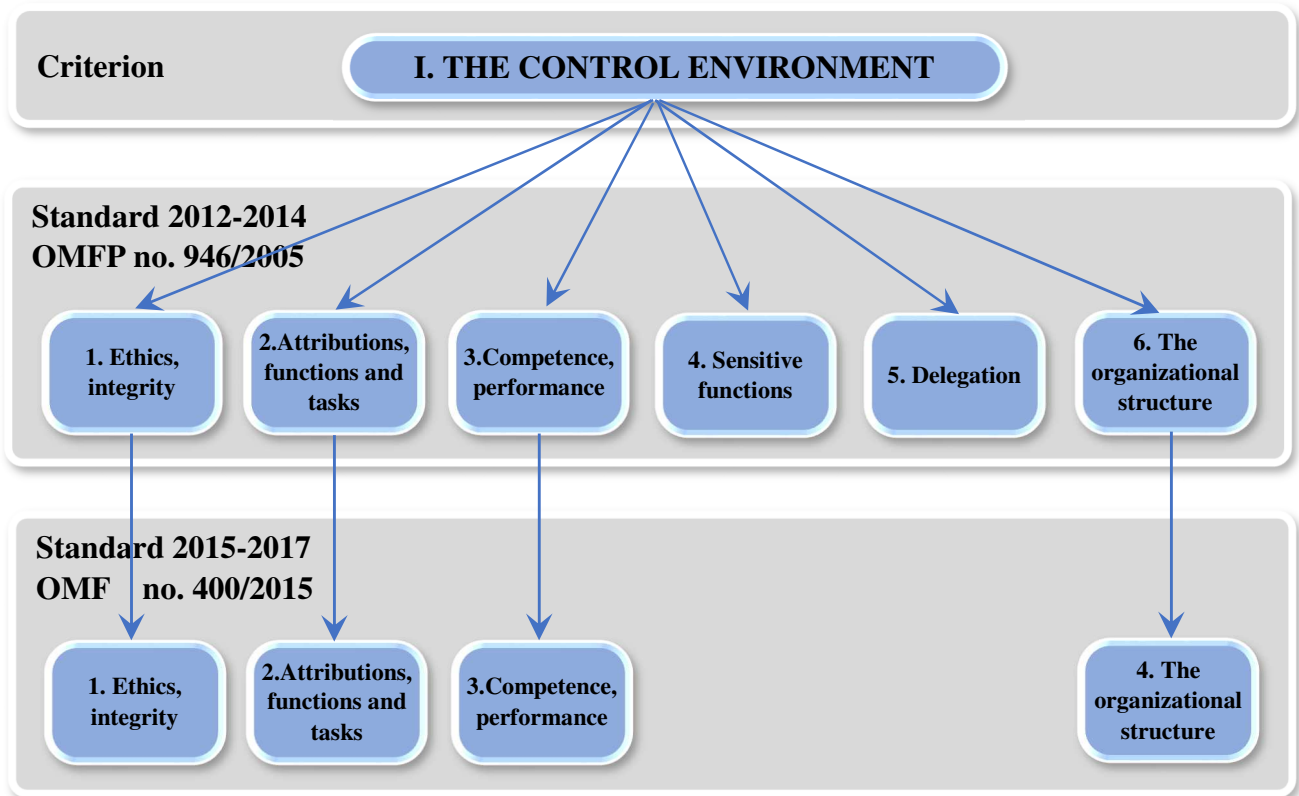 Criterion
I. THE CONTROL ENVIRONMENT
Standard 2012-2014
OMFP no. 946/2005
1. Ethics,
integrity
2.Attributions,
functions and
tasks
3.Competence,
performance
4. Sensitive
functions
5. Delegation
6. The
organizational
structure
Standard 2015-2017
OMF no. 400/2015
1. Ethics,
integrity
2.Attributions,
functions and
tasks
3.Competence,
performance
4. The
organizational
structure